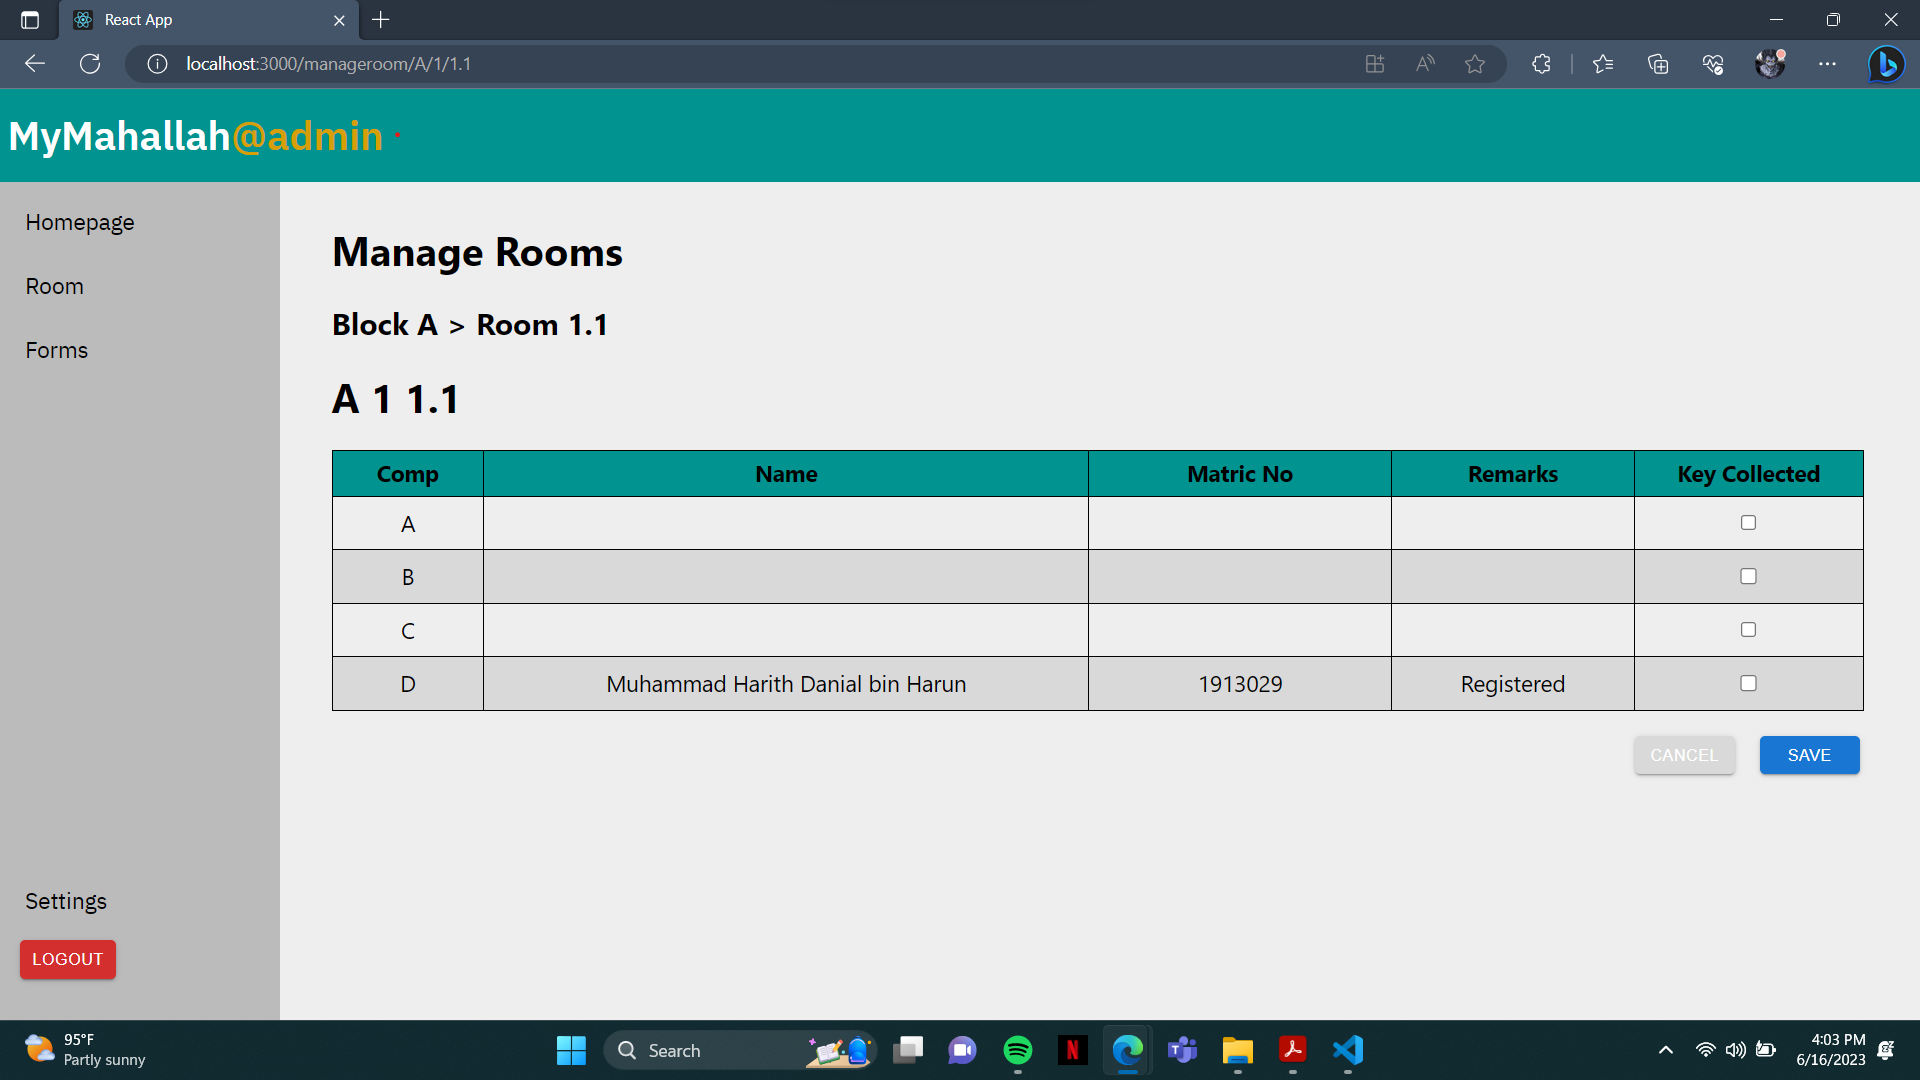 React App
localhost:3000/manageroom/A/1/1.1
MyMahallah@admin
Homepage
Room
Forms
Settings
LOGOUT
Manage Rooms
Block A > Room 1.1
A 1 1.1
Comp Name Matric No Remarks Key Collected
A
B
C
D Muhammad Harith Danial bin Harun 1913029 Registered
CANCEL SAVE
95°F
Partly sunny
Search
4:03 PM
6/16/2023